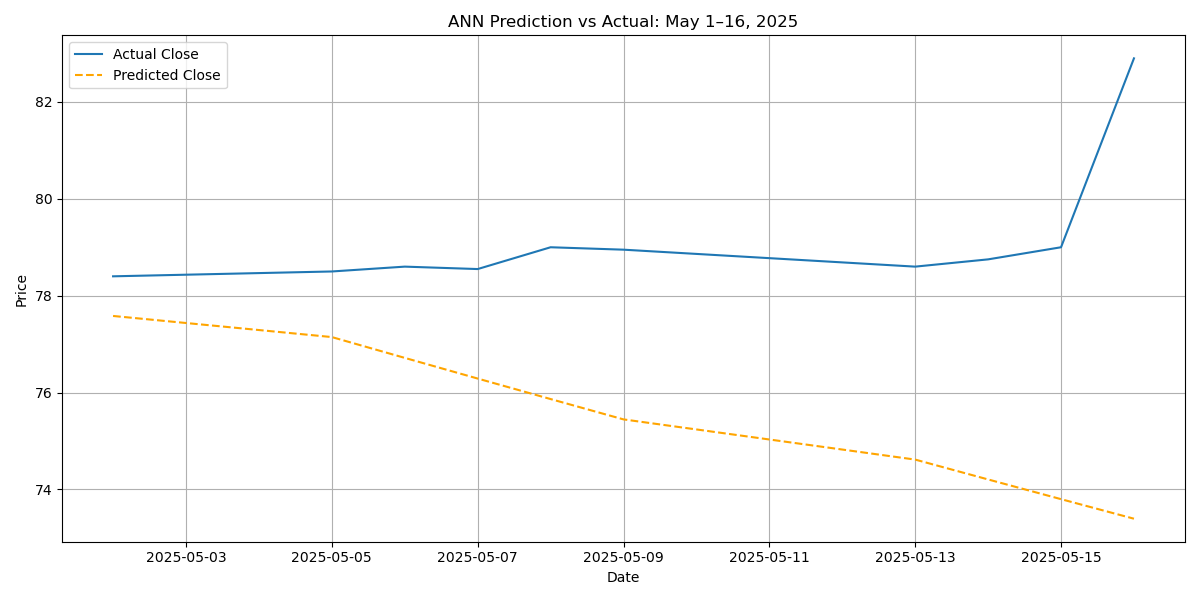 ANN Prediction vs Actual: May 1–16, 2025
Actual Close
Predicted Close
82
80
78
76
74
Price
2025-05-03 2025-05-05 2025-05-07 2025-05-09 2025-05-11 2025-05-13 2025-05-15
Date